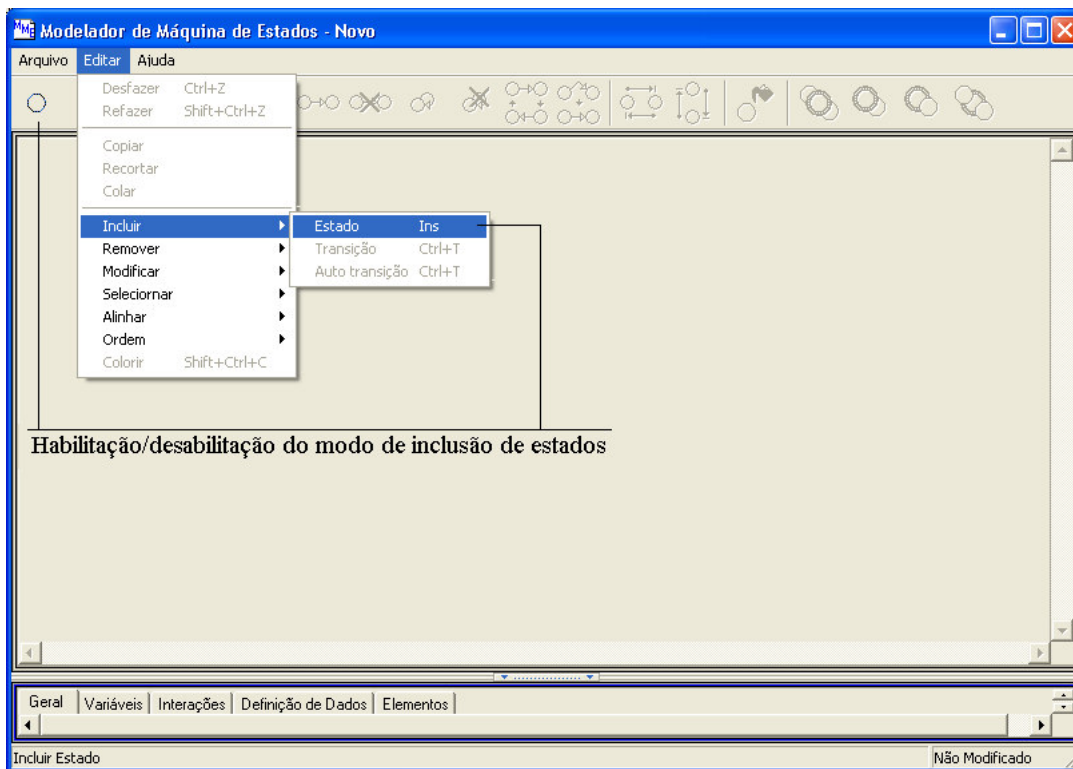 XME Modelador de Máquina de Estados - Novo
Arquivo Editar Ajuda
Desfazer Ctrl+Z
Refazer Shift+Ctrl+Z
Copiar
Recortar
Colar
Incluir
Remover
Modificar
Seleciornar
Alinhar
Ordem
Colorir Shift+Ctrl+C
Estado Ins
Transição Ctrl+T
Auto transição Ctrl+T
Habilitação/desabilitação do modo de inclusão de estados
Geral Variáveis Interações Definição de Dados Elementos
Incluir Estado Não Modificado